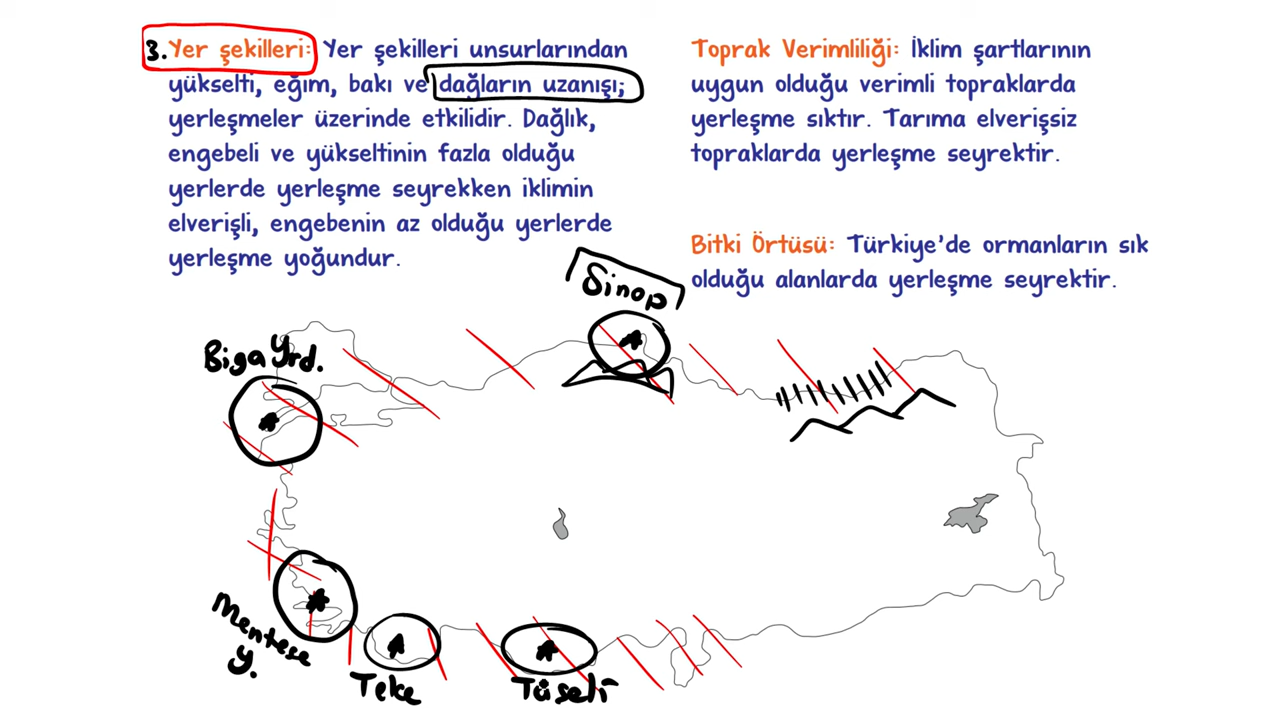 3. Yer şekilleri: Yer şekilleri unsurlarından
yükselti, eğim, bakı ve dağların uzanışı;
yerleşmeler üzerinde etkilidir. Dağlık,
engebeli ve yükseltinin fazla olduğu
yerlerde yerleşme seyrekken iklimin
elverişli, engebenin az olduğu yerlerde
yerleşme yoğundur.
Toprak Verimliliği: İklim şartlarının
uygun olduğu verimli topraklarda
yerleşme sıktır. Tarıma elverişsiz
topraklarda yerleşme seyrektir.
Bitki Örtüsü: Türkiye'de ormanların sık
olduğu alanlarda yerleşme seyrektir.
Sinop
Biga Yrd.
Menteşe
Y.
Teke
Taşeli